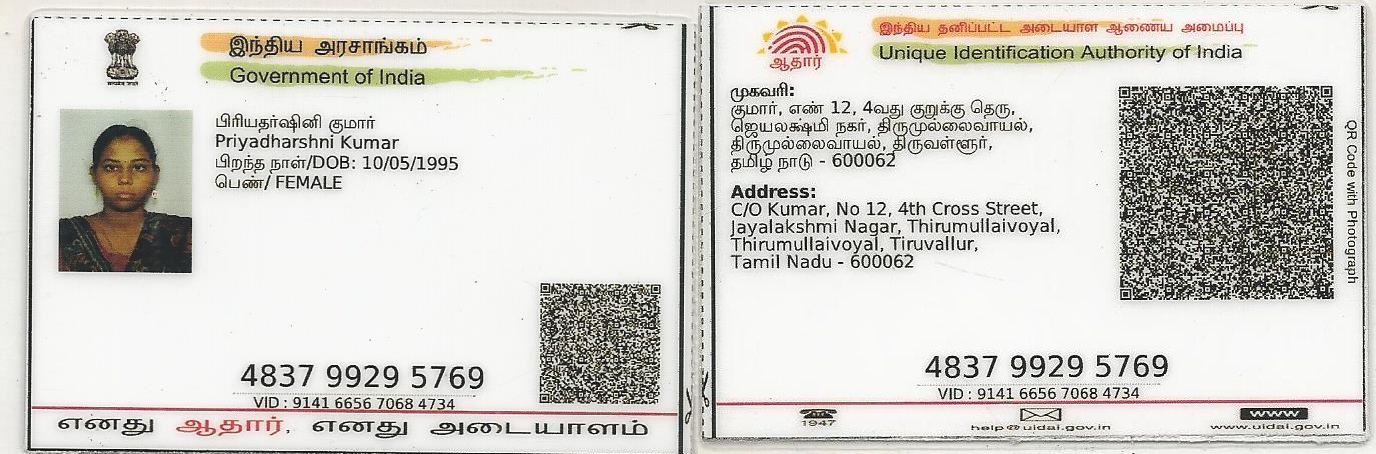 இந்திய அரசாங்கம்
Government of India
பிரியதர்ஷினி குமார்
Priyadharshni Kumar
பிறந்த நாள்/DOB: 10/05/1995
பெண்/ FEMALE
4837 9929 5769
VID : 9141 6656 7068 4734
எனது ஆதார், எனது அடையாளம்
ஆதார்
இந்திய தனிப்பட்ட அடையாள ஆணைய அமைப்பு
Unique Identification Authority of India
முகவரி:
குமார், எண் 12, 4வது குறுக்கு தெரு,
ஜெயலக்ஷ்மி நகர், திருமுல்லைவாயல்,
திருமுல்லைவாயல், திருவள்ளூர்,
தமிழ் நாடு - 600062
Address:
C/O Kumar, No 12, 4th Cross Street,
Jayalakshmi Nagar, Thirumullaivoyal,
Thirumullaivoyal, Tiruvallur,
Tamil Nadu - 600062
QR Code with Photograph
4837 9929 5769
VID : 9141 6656 7068 4734
1947
help@uidai.gov.in
www
www.uidai.gov.in